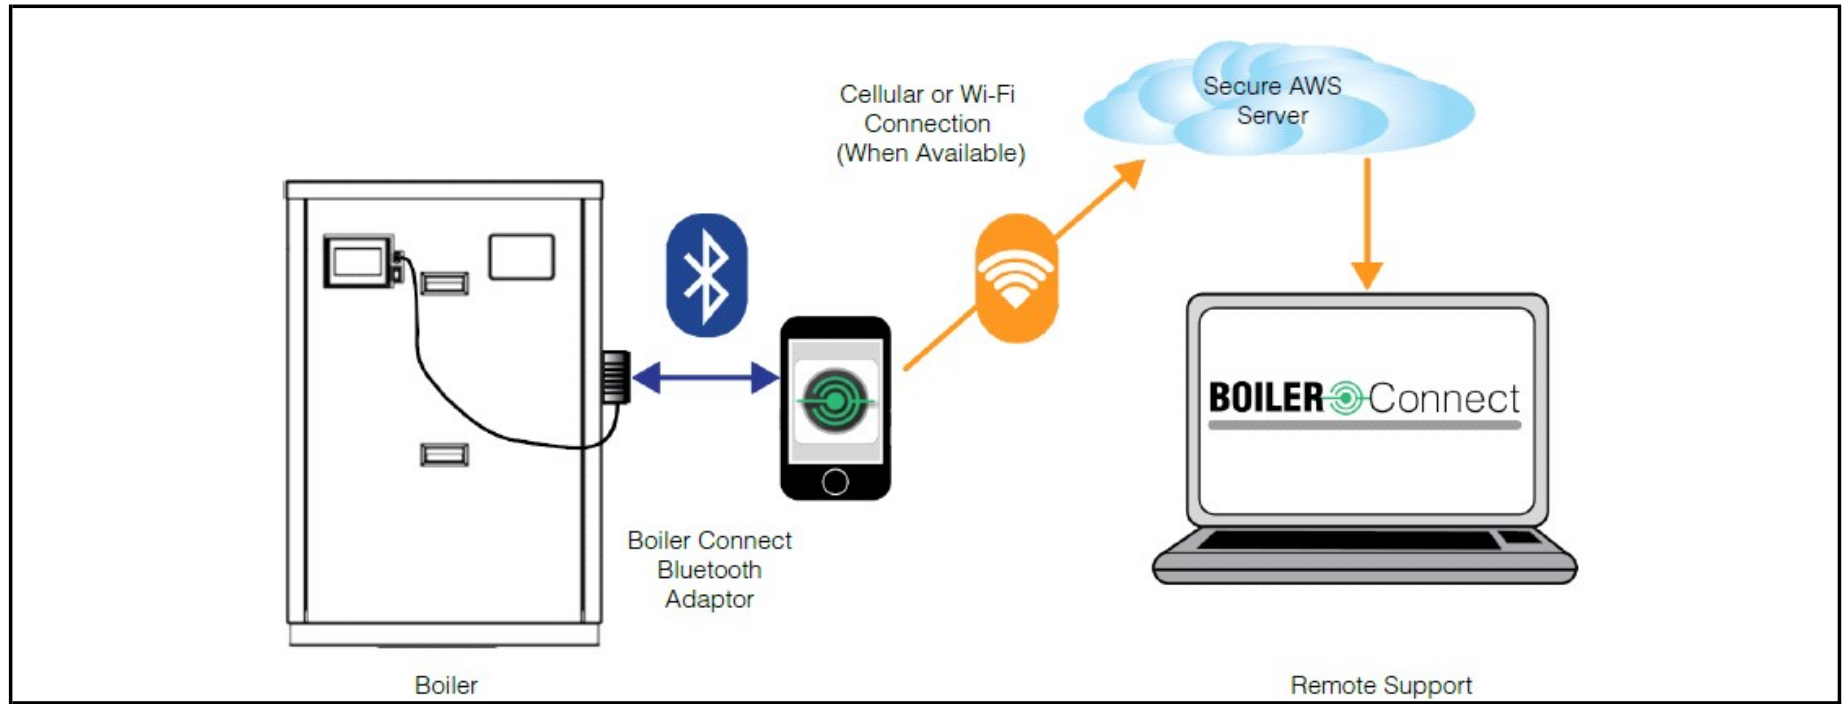 Cellular or Wi-Fi
Connection
(When Available)
Secure AWS
Server
BOILER Connect
Boiler Connect
Bluetooth
Adaptor
Boiler
Remote Support